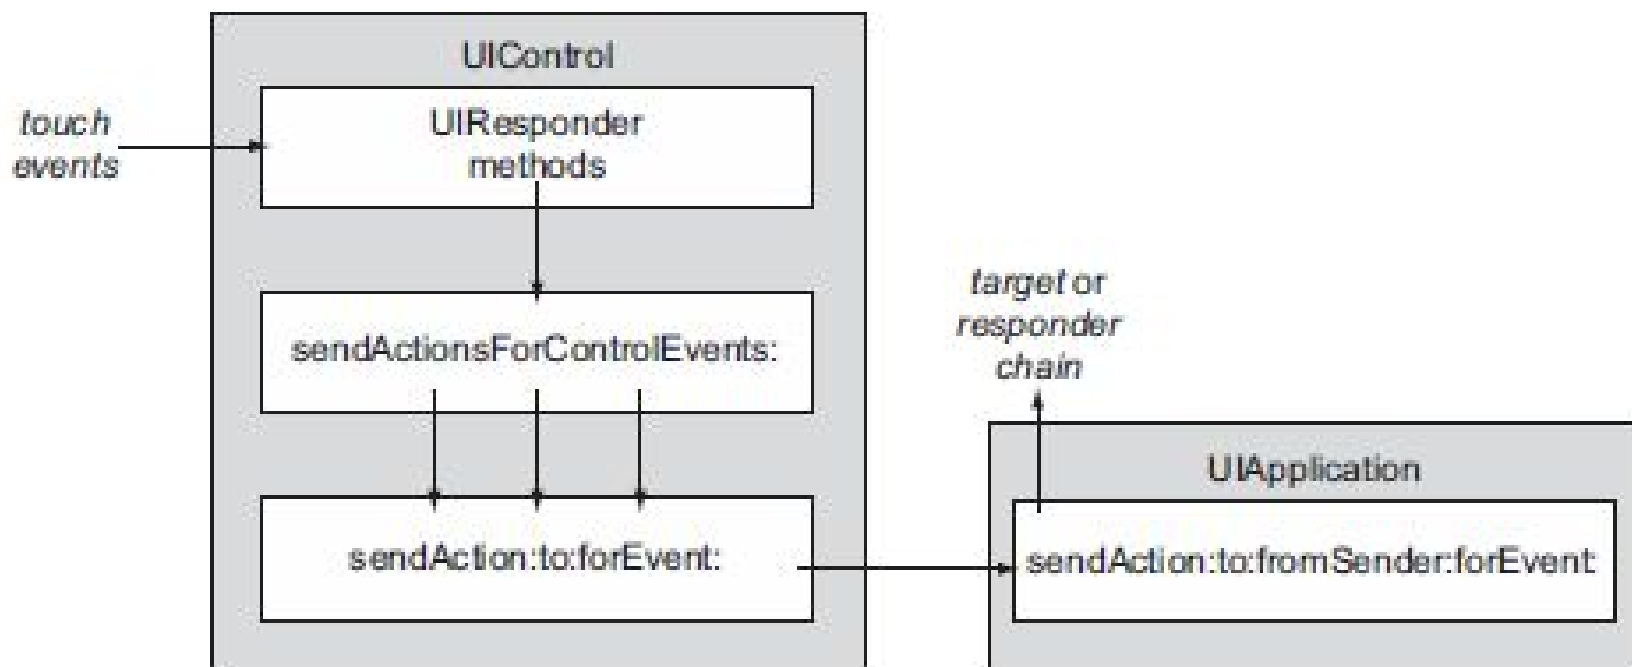 UIControl
touch
events
UIResponder
methods
sendActionsForControlEvents:
target or
responder
chain
UIApplication
sendAction:to:forEvent:
sendAction:to:fromSender:forEvent: